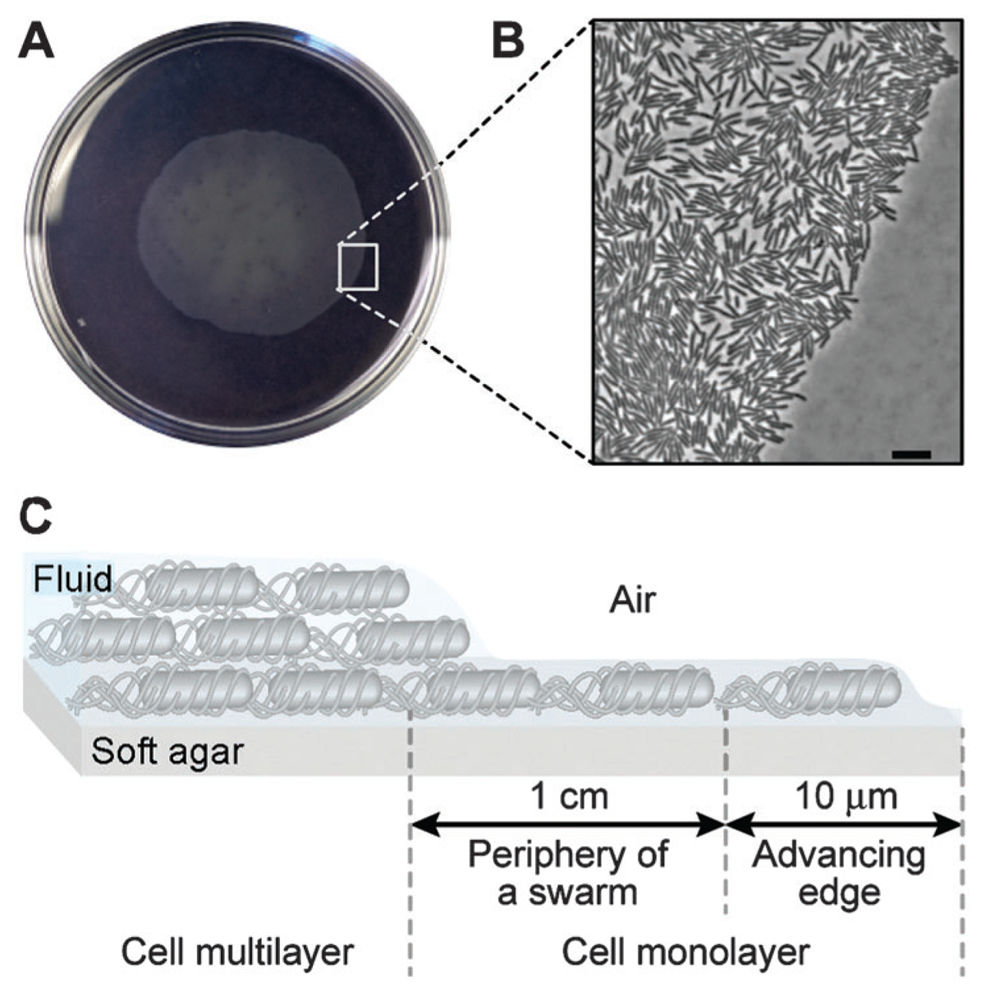 A
B
C
Fluid
Air
Soft agar
1 cm
10 μm
Periphery of
a swarm
Advancing
edge
Cell multilayer
Cell monolayer